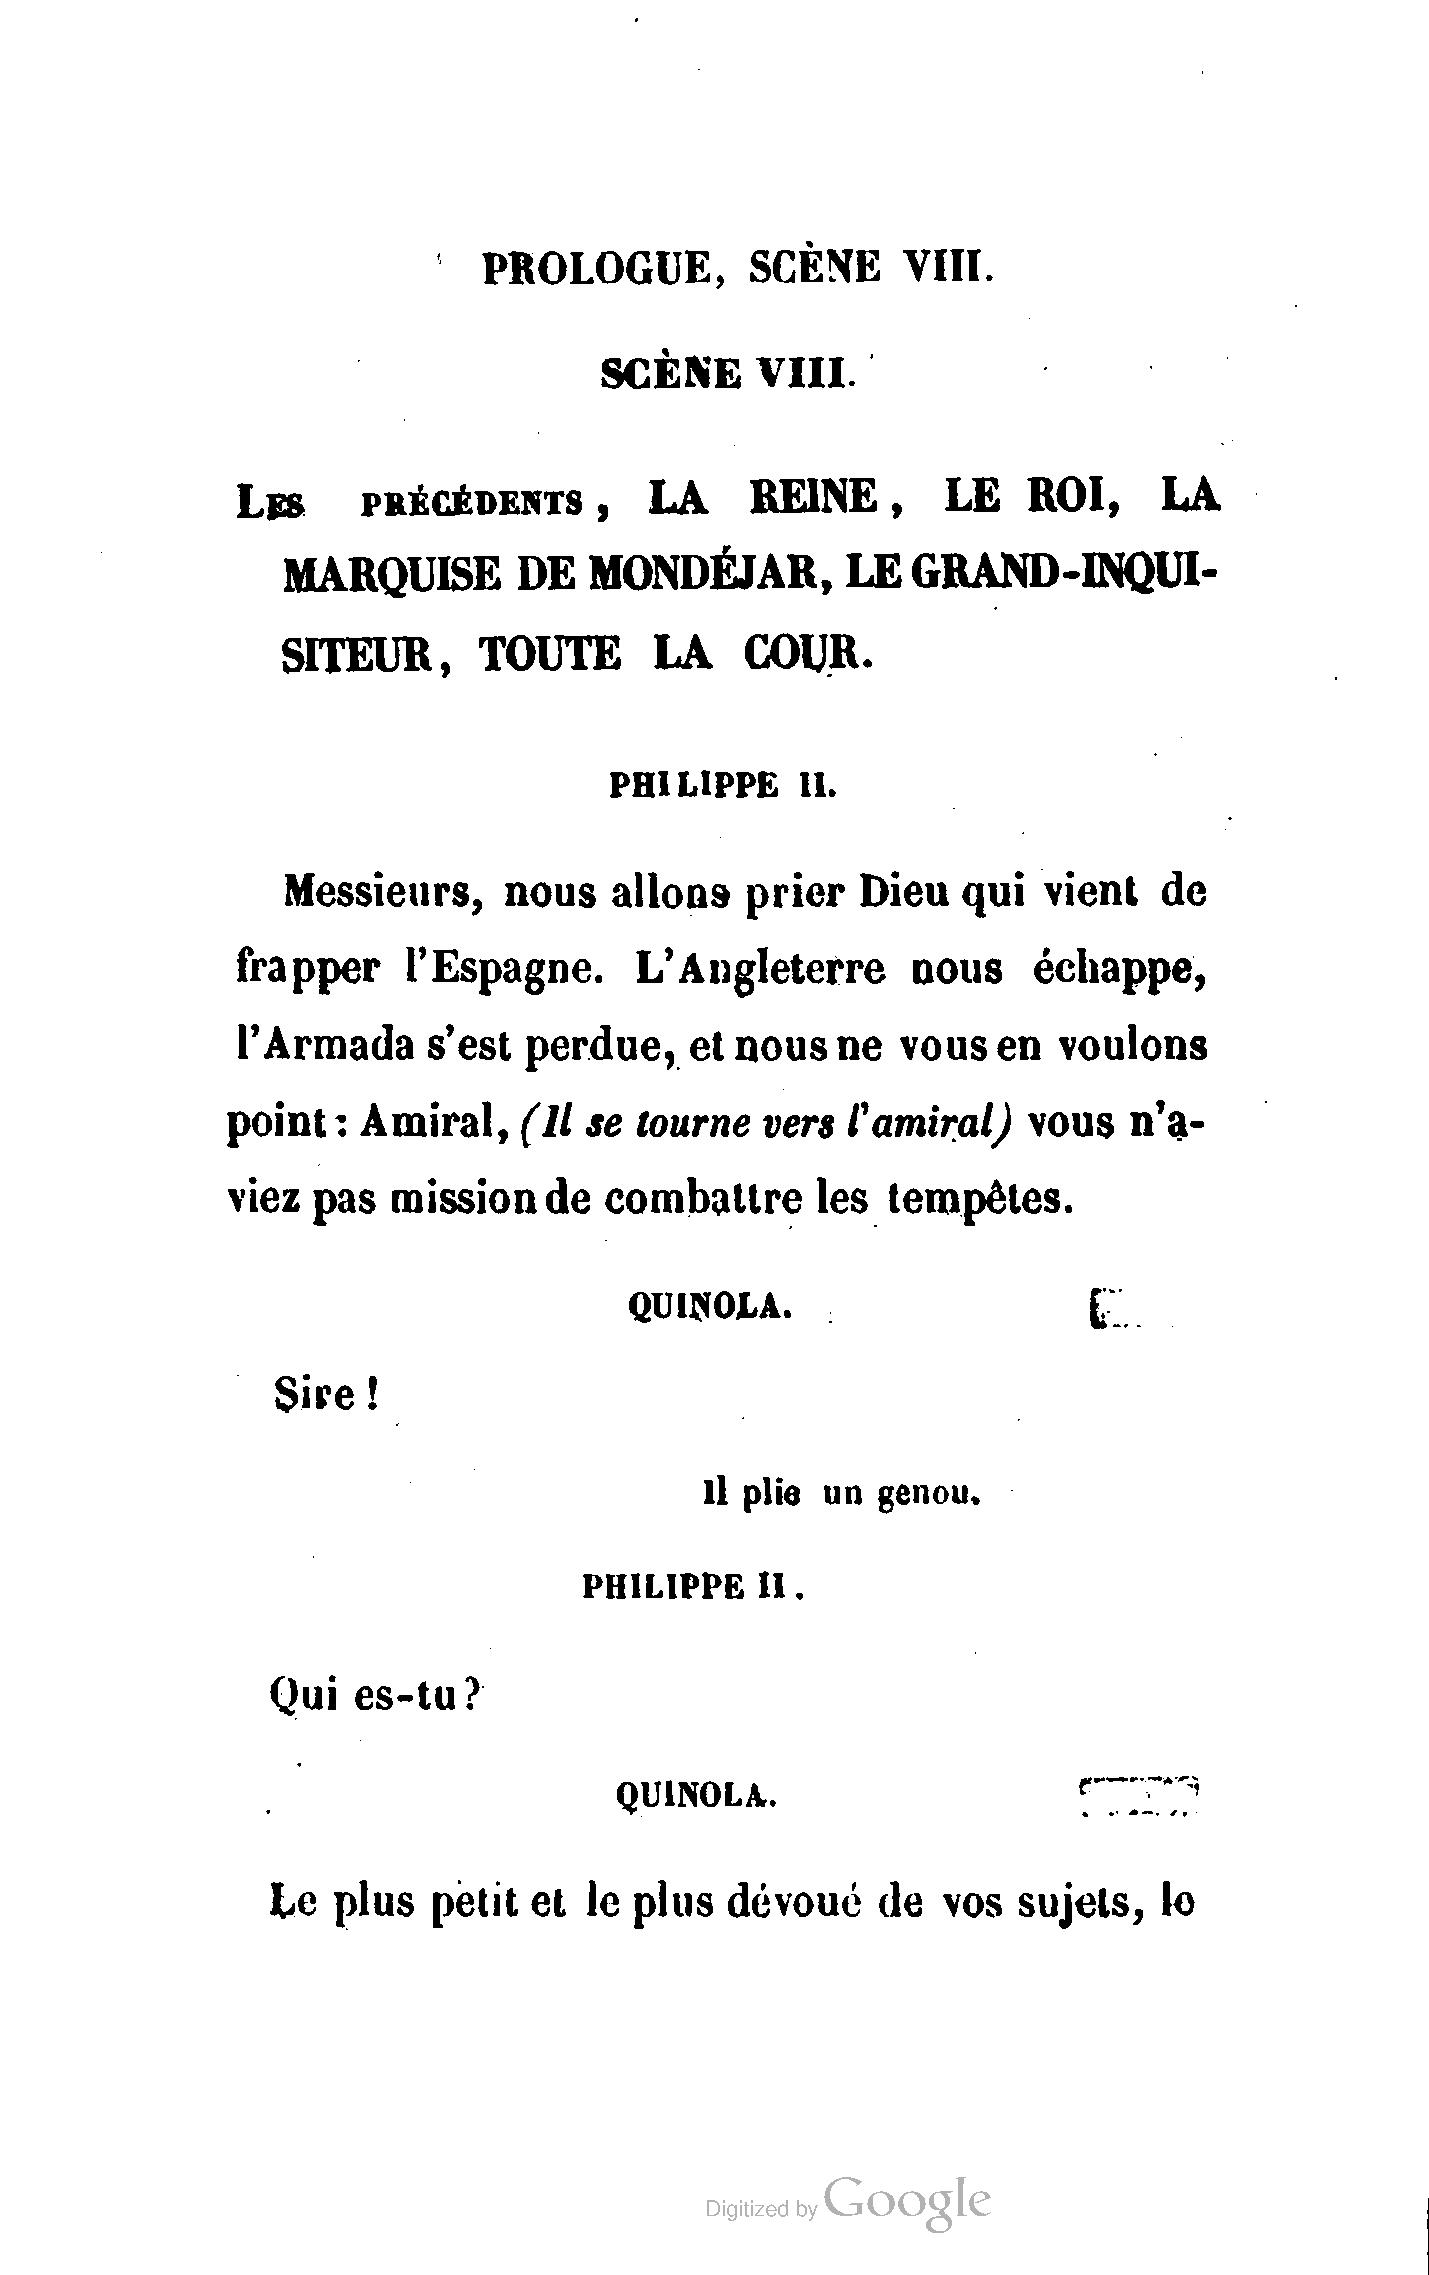 PROLOGUE, SCÈNE VIII.
SCÈNE VIII.
LES PRÉCÉDENTS, LA REINE, LE ROI, LA
MARQUISE DE MONDÉJAR, LE GRAND-INQUI-
SITEUR, TOUTE LA COUR.
PHILIPPE II.
Messieurs, nous allons prier Dieu qui vient de
frapper l'Espagne. L'Angleterre nous échappe,
l'Armada s'est perdue, et nous ne vous en voulons
point : Amiral, (Il se tourne vers l'amiral) vous n'a-
viez pas mission de combattre les tempêtes.
QUINOLA.
Sire !
Il plie un genou.
PHILIPPE II.
Qui es-tu ?
QUINOLA.
Le plus petit et le plus dévoué de vos sujets, le
Digitized by Google